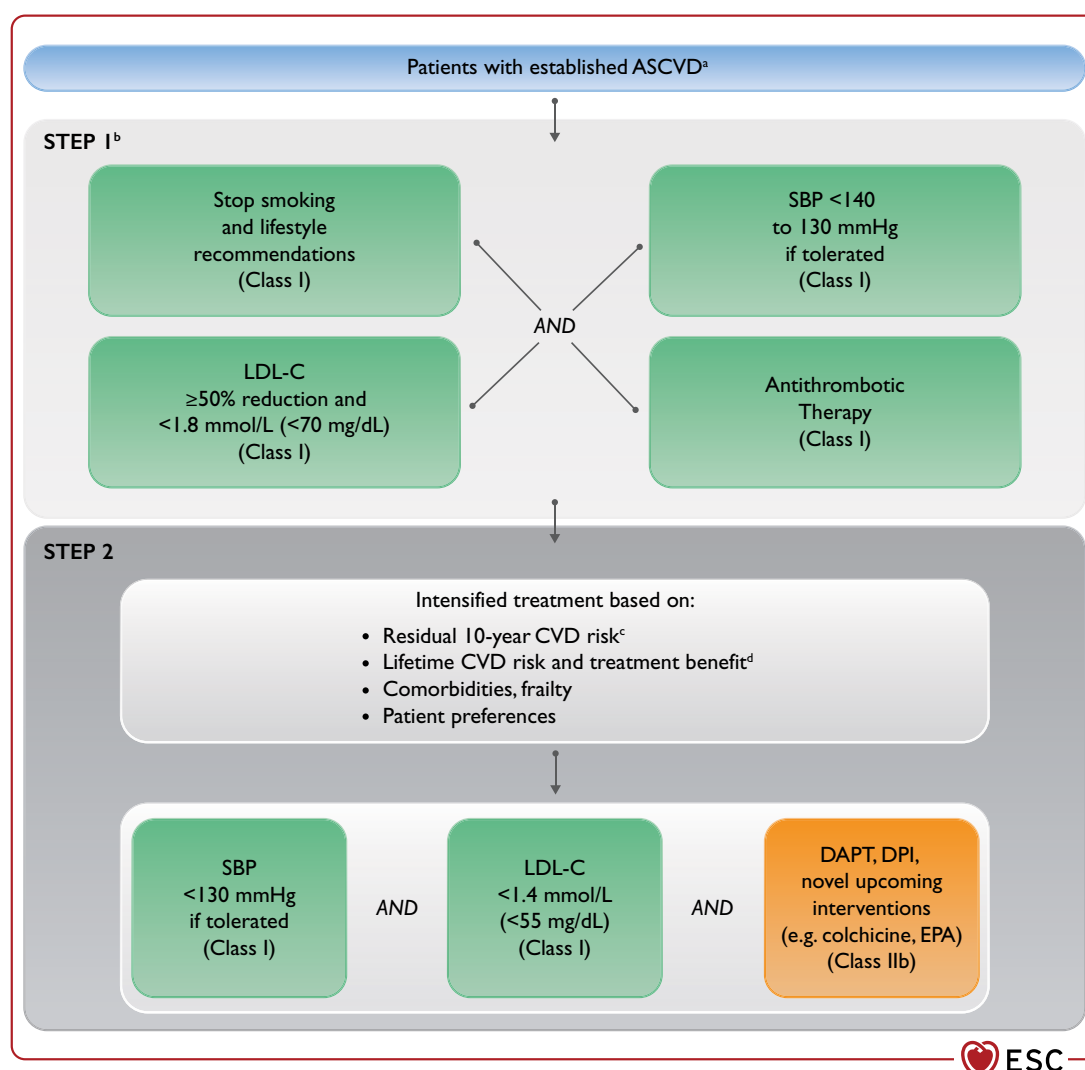 Patients with established ASCVDᵃ
STEP 1ᵇ
Stop smoking
and lifestyle
recommendations
(Class I)
SBP <140
to 130 mmHg
if tolerated
(Class I)
AND
LDL-C
≥50% reduction and
<1.8 mmol/L (<70 mg/dL)
(Class I)
Antithrombotic
Therapy
(Class I)
STEP 2
Intensified treatment based on:
• Residual 10-year CVD riskᶜ
• Lifetime CVD risk and treatment benefitᵈ
• Comorbidities, frailty
• Patient preferences
SBP
<130 mmHg
if tolerated
(Class I)
AND
LDL-C
<1.4 mmol/L
(<55 mg/dL)
(Class I)
AND
DAPT, DPI,
novel upcoming
interventions
(e.g. colchicine, EPA)
(Class IIb)
ESC